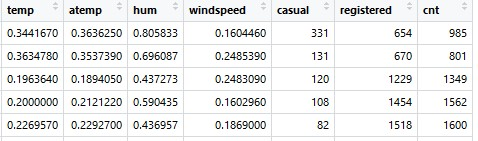 temp atemp hum windspeed casual registered cnt
0.3441670 0.3636250 0.805833 0.1604460 331 654 985
0.3634780 0.3537390 0.696087 0.2485390 131 670 801
0.1963640 0.1894050 0.437273 0.2483090 120 1229 1349
0.2000000 0.2121220 0.590435 0.1602960 108 1454 1562
0.2269570 0.2292700 0.436957 0.1869000 82 1518 1600